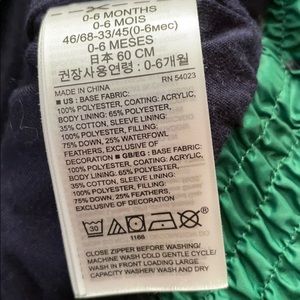 0-6 MONTHS
0-6 MOIS
46/68-33/45(0-6мес)
0-6 MESES
日本 60 CM
권장사용연령 : 0-6개월
MADE IN CHINA RN 54023
■ US : BASE FABRIC:
100% POLYESTER, COATING: ACRYLIC,
BODY LINING: 65% POLYESTER,
35% COTTON, SLEEVE LINING:
100% POLYESTER, FILLING:
75% DOWN, 25% WATERFOWL
FEATHERS, EXCLUSIVE OF
DECORATION ■ GB/EG : BASE FABRIC:
100% POLYESTER, COATING: ACRYLIC,
BODY LINING: 65% POLYESTER,
35% COTTON, SLEEVE LINING:
100% POLYESTER, FILLING:
75% DOWN, 25% FEATHERS,
EXCLUSIVE OF DECORATION
30
1166
CLOSE ZIPPER BEFORE WASHING/
MACHINE WASH COLD GENTLE CYCLE/
WASH IN FRONT LOADING LARGE
CAPACITY WASHER/ WASH AND DRY